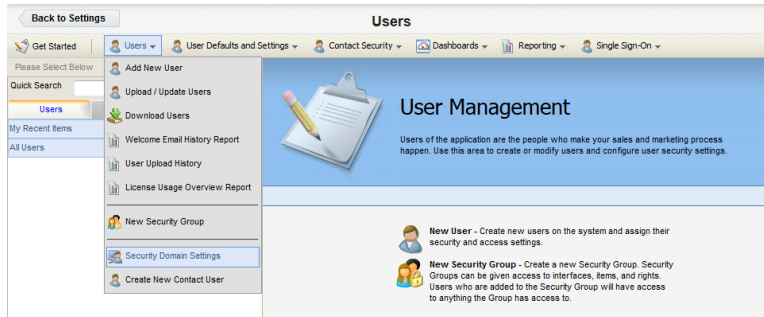 Back to Settings
Users
Get Started
Users
User Defaults and Settings
Contact Security
Dashboards
Reporting
Single Sign-On
Please Select Below
Quick Search
Users
My Recent Items
All Users
Add New User
Upload / Update Users
Download Users
Welcome Email History Report
User Upload History
License Usage Overview Report
New Security Group
Security Domain Settings
Create New Contact User
User Management
Users of the application are the people who make your sales and marketing process
happen. Use this area to create or modify users and configure user security settings.
New User - Create new users on the system and assign their
security and access settings.
New Security Group - Create a new Security Group. Security
Groups can be given access to interfaces, items, and rights.
Users who are added to the Security Group will have access
to anything the Group has access to.